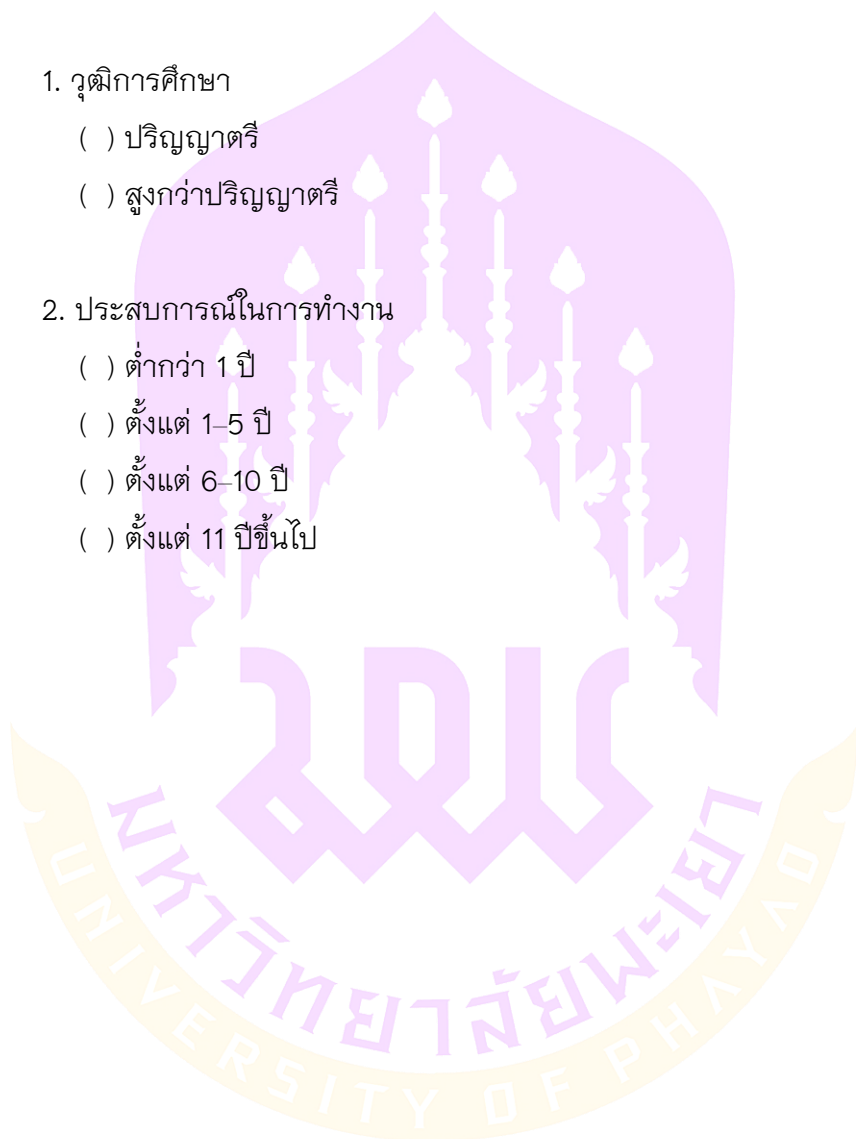 1. วุฒิการศึกษา
( ) ปริญญาตรี
( ) สูงกว่าปริญญาตรี
2. ประสบการณ์ในการทำงาน
( ) ต่ำกว่า 1 ปี
( ) ตั้งแต่ 1–5 ปี
( ) ตั้งแต่ 6–10 ปี
( ) ตั้งแต่ 11 ปีขึ้นไป
มหาวิทยาลัยพะเยา
UNIVERSITY OF PHAYAO